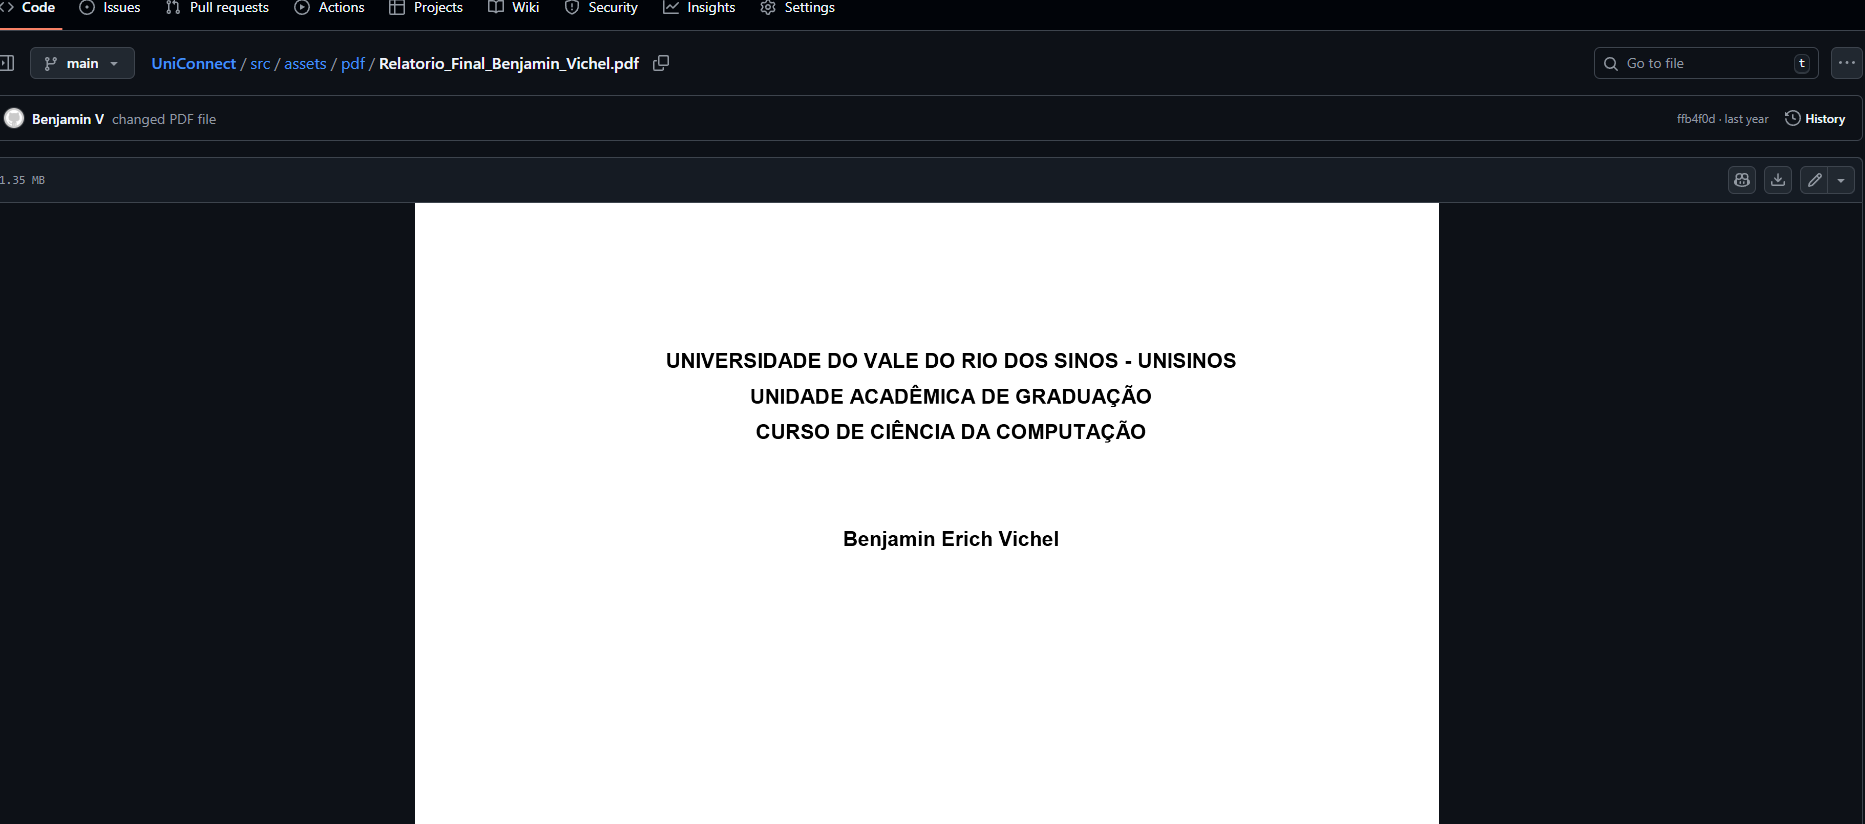 Code Issues Pull requests Actions Projects Wiki Security Insights Settings
main UniConnect / src / assets / pdf / Relatorio_Final_Benjamin_Vichel.pdf Go to file t
Benjamin V changed PDF file ffb4f0d · last year History
1.35 MB
UNIVERSIDADE DO VALE DO RIO DOS SINOS - UNISINOS
UNIDADE ACADÊMICA DE GRADUAÇÃO
CURSO DE CIÊNCIA DA COMPUTAÇÃO
Benjamin Erich Vichel